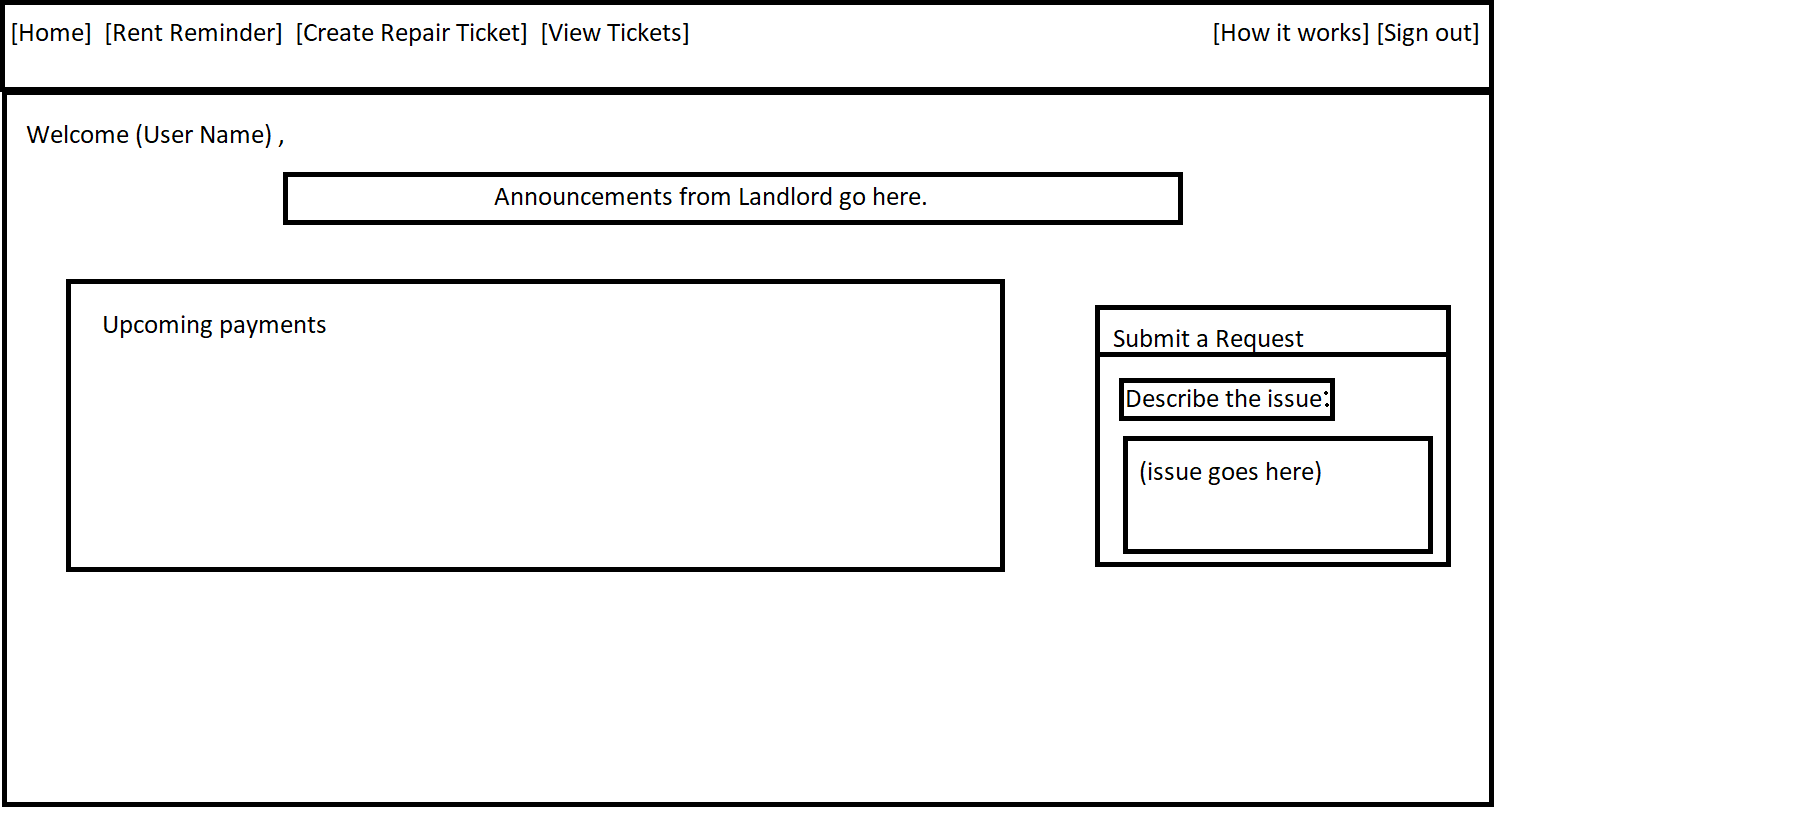 [Home] [Rent Reminder] [Create Repair Ticket] [View Tickets] [How it works] [Sign out]
Welcome (User Name) ,
Announcements from Landlord go here.
Upcoming payments
Submit a Request
Describe the issue:
(issue goes here)